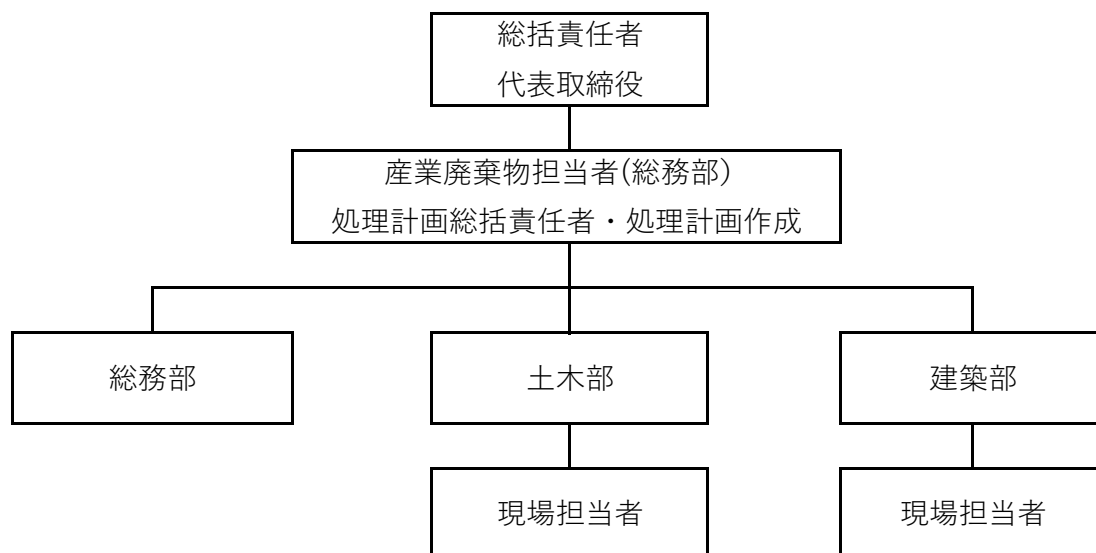 総括責任者
代表取締役
産業廃棄物担当者(総務部)
処理計画総括責任者・処理計画作成
総務部
土木部
建築部
現場担当者
現場担当者